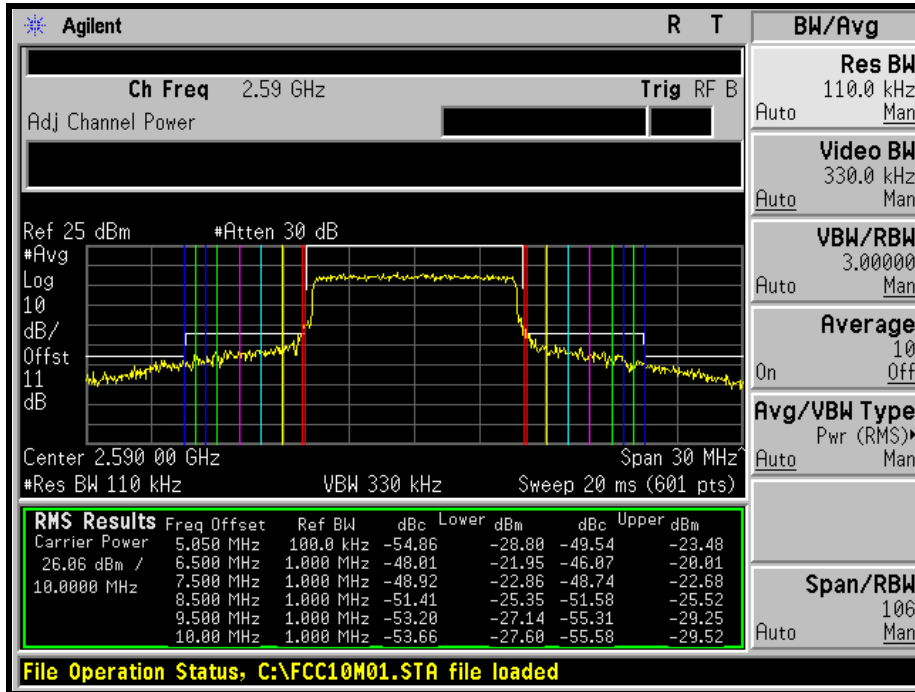 Agilent R T
Ch Freq 2.59 GHz Trig RF B
Adj Channel Power
Ref 25 dBm #Atten 30 dB
#Avg
Log
10
dB/
Offst
11
dB
Center 2.590 00 GHz Span 30 MHz^
#Res BW 110 kHz VBW 330 kHz Sweep 20 ms (601 pts)
RMS Results Freq Offset Ref BW dBc Lower dBm dBc Upper dBm
Carrier Power 5.050 MHz 100.0 kHz -54.86 -28.80 -49.54 -23.48
26.06 dBm / 6.500 MHz 1.000 MHz -48.01 -21.95 -46.07 -20.01
10.0000 MHz 7.500 MHz 1.000 MHz -48.92 -22.86 -48.74 -22.68
8.500 MHz 1.000 MHz -51.41 -25.35 -51.58 -25.52
9.500 MHz 1.000 MHz -53.20 -27.14 -55.31 -29.25
10.00 MHz 1.000 MHz -53.66 -27.60 -55.58 -29.52
File Operation Status, C:\FCC10M01.STA file loaded
BW/Avg
Res BW
110.0 kHz
Auto Man
Video BW
330.0 kHz
Auto Man
VBW/RBW
3.00000
Auto Man
Average
10
On Off
Avg/VBW Type
Pwr (RMS)▸
Auto Man
Span/RBW
106
Auto Man